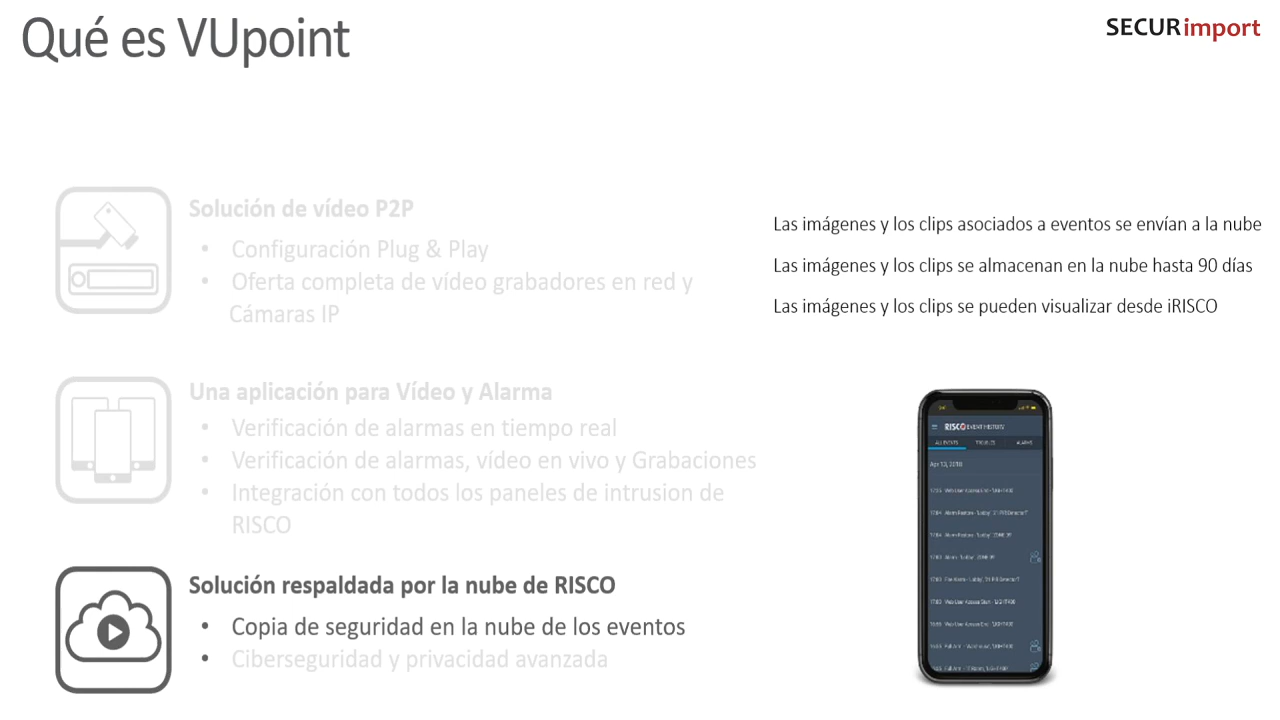 Qué es VUpoint
SECURimport
Solución de vídeo P2P
• Configuración Plug & Play
• Oferta completa de vídeo grabadores en red y
Cámaras IP
Una aplicación para Vídeo y Alarma
• Verificación de alarmas en tiempo real
• Verificación de alarmas, vídeo en vivo y Grabaciones
• Integración con todos los paneles de intrusion de
RISCO
Solución respaldada por la nube de RISCO
• Copia de seguridad en la nube de los eventos
• Ciberseguridad y privacidad avanzada
Las imágenes y los clips asociados a eventos se envían a la nube
Las imágenes y los clips se almacenan en la nube hasta 90 días
Las imágenes y los clips se pueden visualizar desde iRISCO
RISCO EVENT HISTORY
ALL EVENTS TROUBLES ALARMS
Apr 13, 2018